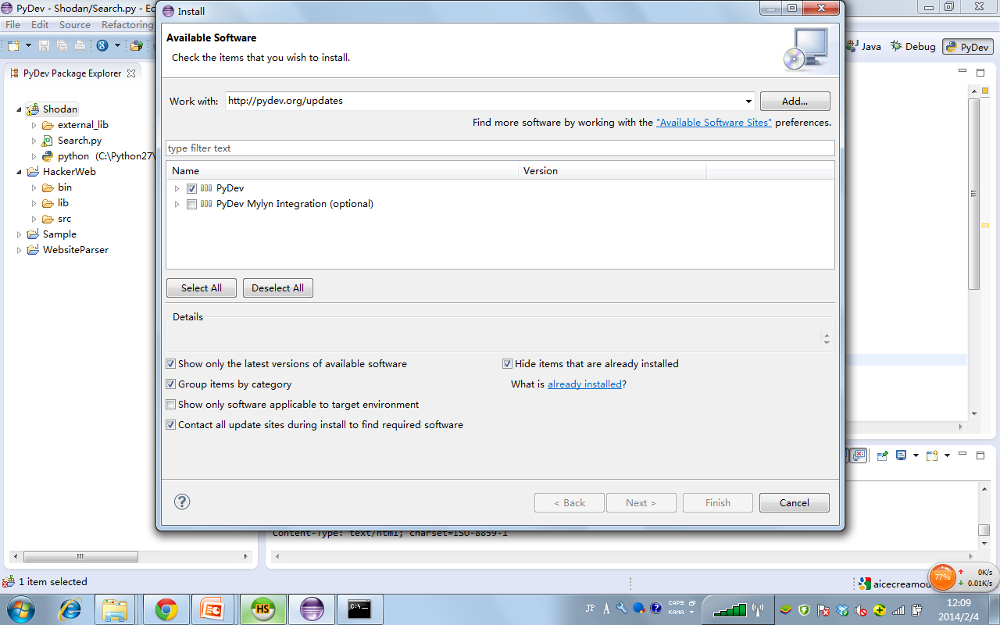 PyDev - Shodan/Search.py - Ec
Install
File Edit Source Refactoring
Available Software
Check the items that you wish to install.
Java Debug PyDev
PyDev Package Explorer
Work with: http://pydev.org/updates Add...
Find more software by working with the "Available Software Sites" preferences.
Shodan
external_lib
Search.py
python (C:\Python27\
HackerWeb
bin
lib
src
Sample
WebsiteParser
type filter text
Name Version
PyDev
PyDev Mylyn Integration (optional)
Select All Deselect All
Details
Show only the latest versions of available software
Hide items that are already installed
Group items by category
What is already installed?
Show only software applicable to target environment
Contact all update sites during install to find required software
< Back Next > Finish Cancel
Content-Type: text/html; charset=ISO-8859-1
1 item selected
aicecreamou
77% 0K/s
0.01K/s
HS
C:\_
JP A CAPS
KANA
12:09
2014/2/4